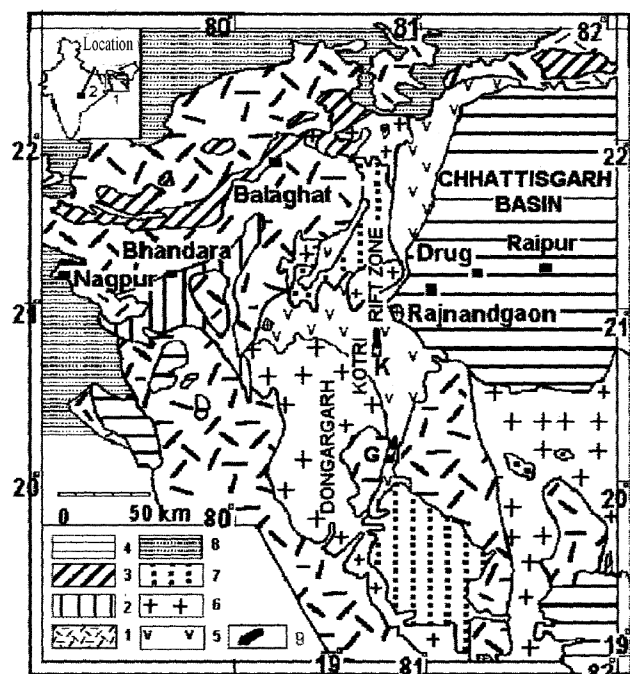 80 81 82
Location
2 1
22° 22
CHHATTISGARH
BASIN
Balaghat
Bhandara
Drug Raipur
Nagpur
21 21
Rajnandgaon
KOTRI RIFT ZONE
K
DONGARGARH
G
20 20
0 50 km 80
4 8
3 7
2 6
1 5 9
19 81 82 19